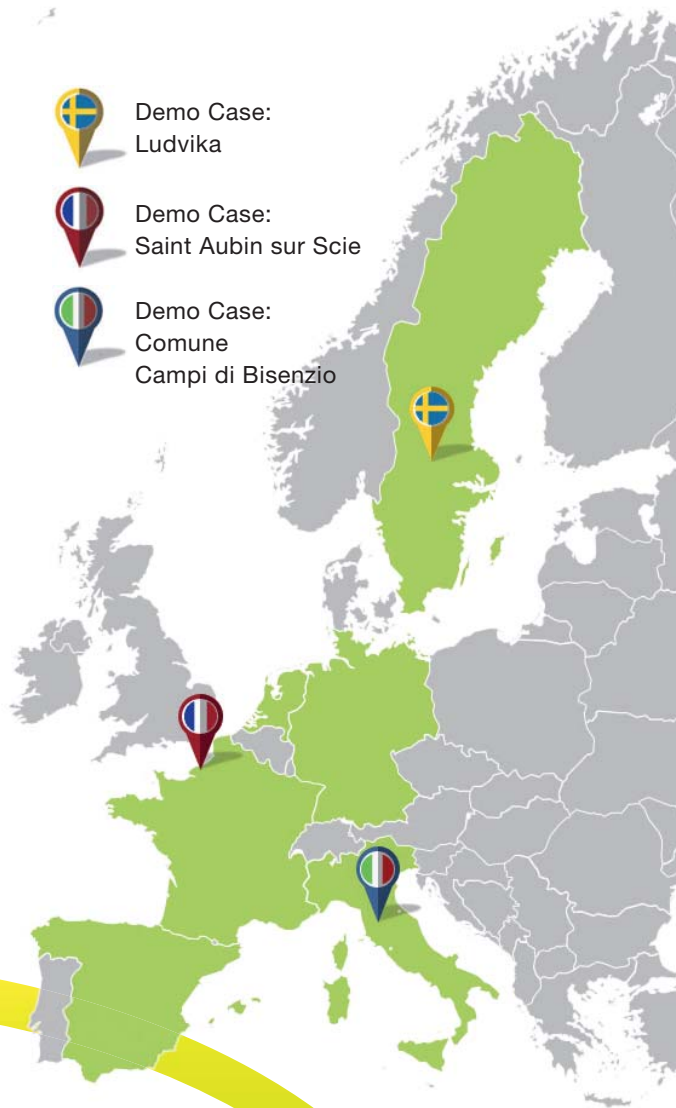 Demo Case:
Ludvika
Demo Case:
Saint Aubin sur Scie
Demo Case:
Comune
Campi di Bisenzio